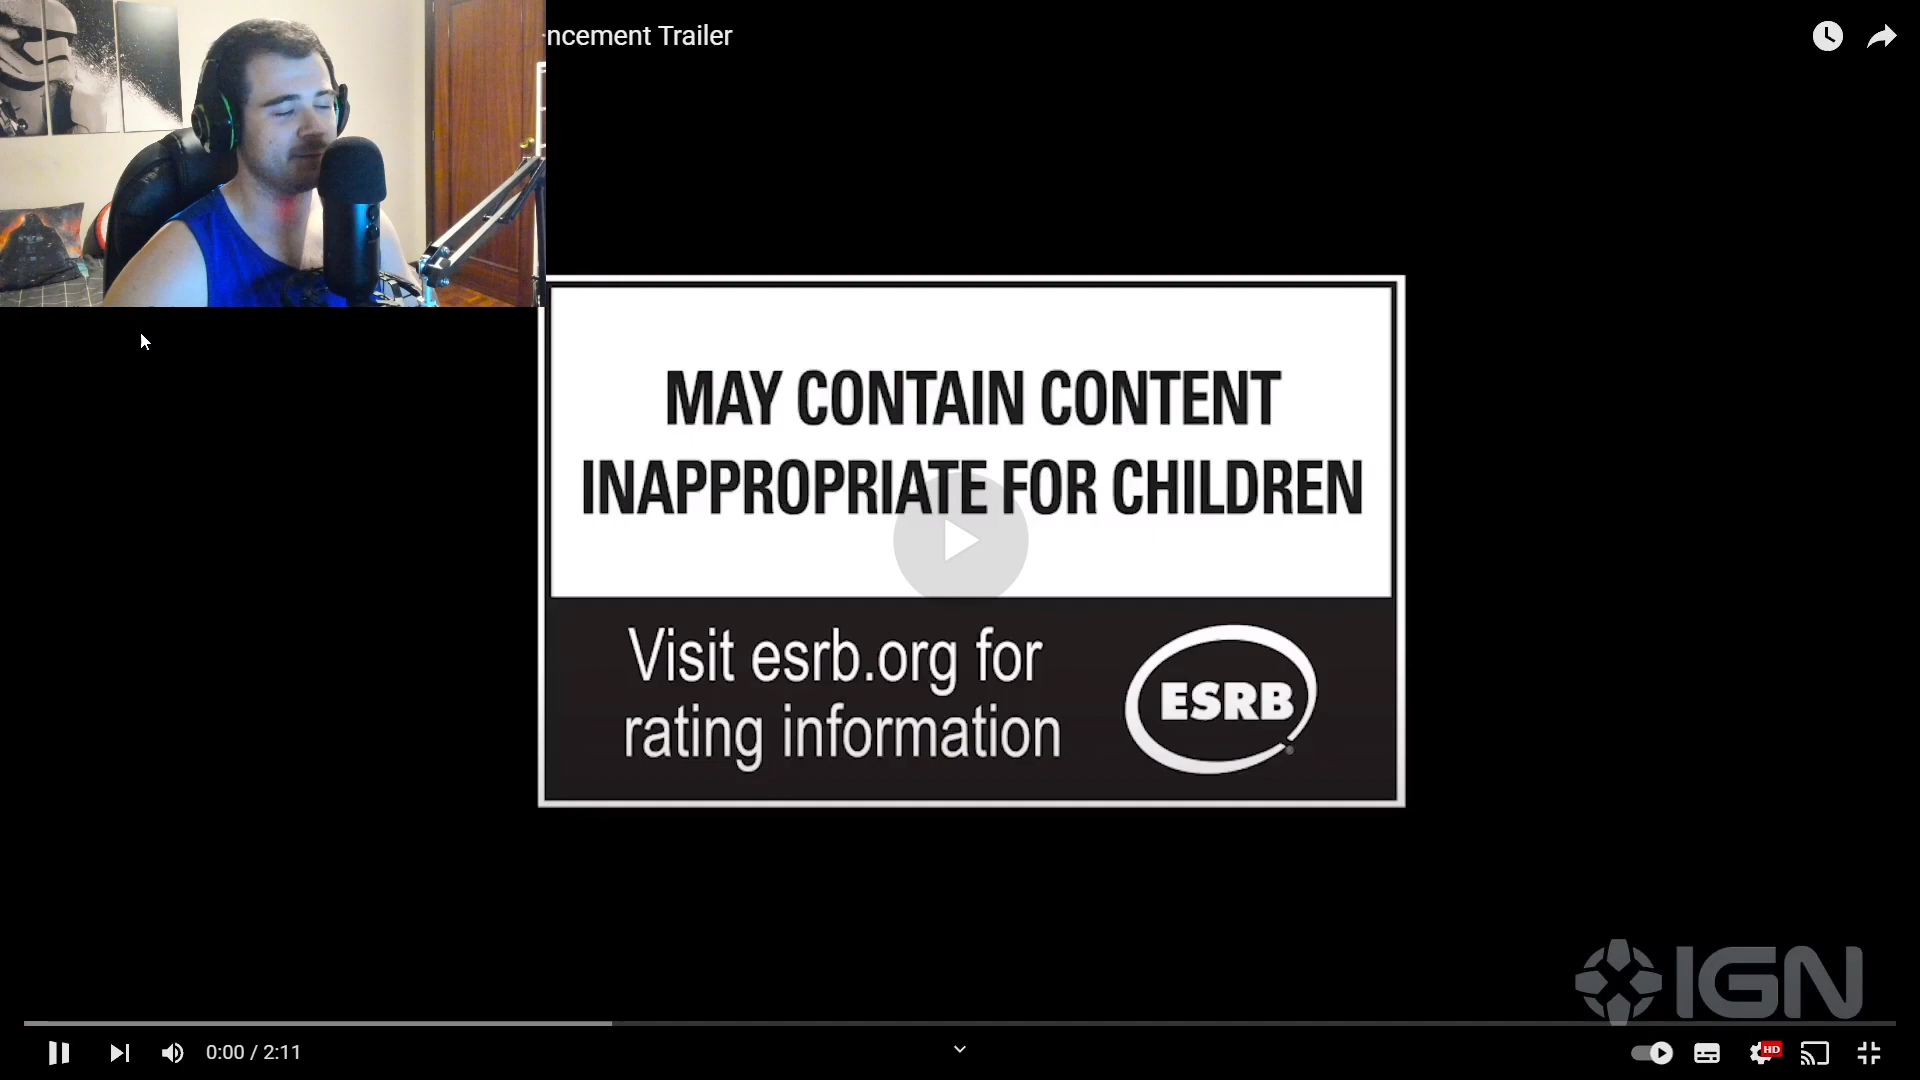 ncement Trailer
MAY CONTAIN CONTENT
INAPPROPRIATE FOR CHILDREN
Visit esrb.org for
rating information
ESRB
IGN
0:00 / 2:11
HD